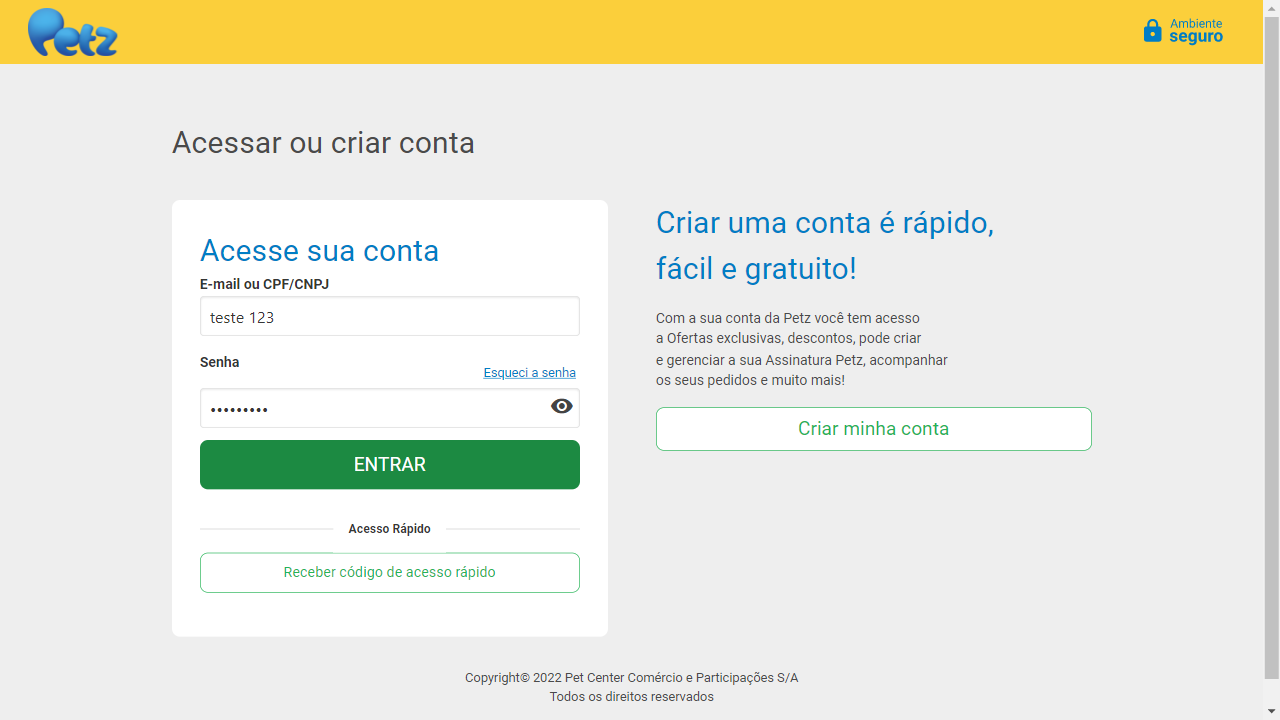 Petz
Ambiente
seguro
Acessar ou criar conta
Acesse sua conta
E-mail ou CPF/CNPJ
teste 123
Senha
Esqueci a senha
•••••••••
ENTRAR
Acesso Rápido
Receber código de acesso rápido
Criar uma conta é rápido,
fácil e gratuito!
Com a sua conta da Petz você tem acesso
a Ofertas exclusivas, descontos, pode criar
e gerenciar a sua Assinatura Petz, acompanhar
os seus pedidos e muito mais!
Criar minha conta
Copyright© 2022 Pet Center Comércio e Participações S/A
Todos os direitos reservados